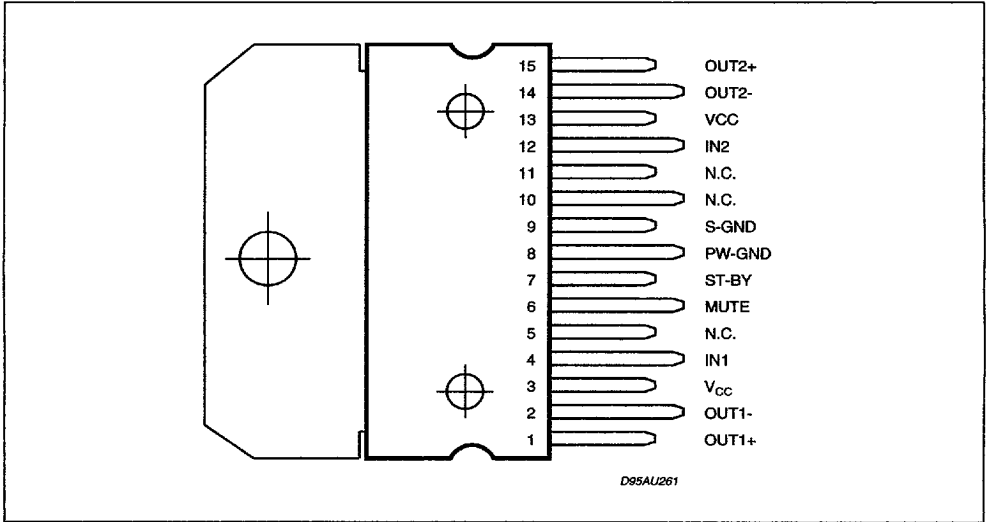 15 OUT2+
14 OUT2-
13 VCC
12 IN2
11 N.C.
10 N.C.
9 S-GND
8 PW-GND
7 ST-BY
6 MUTE
5 N.C.
4 IN1
3 VCC
2 OUT1-
1 OUT1+
D95AU261